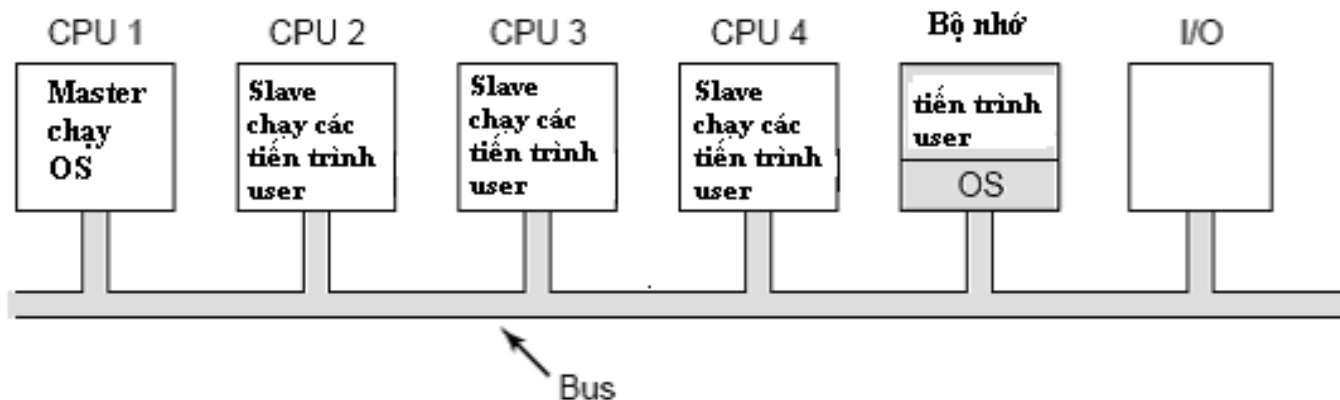 CPU 1
CPU 2
CPU 3
CPU 4
Bộ nhớ
I/O
Master
chạy
OS
Slave
chạy các
tiến trình
user
Slave
chạy các
tiến trình
user
Slave
chạy các
tiến trình
user
tiến trình
user
OS
Bus